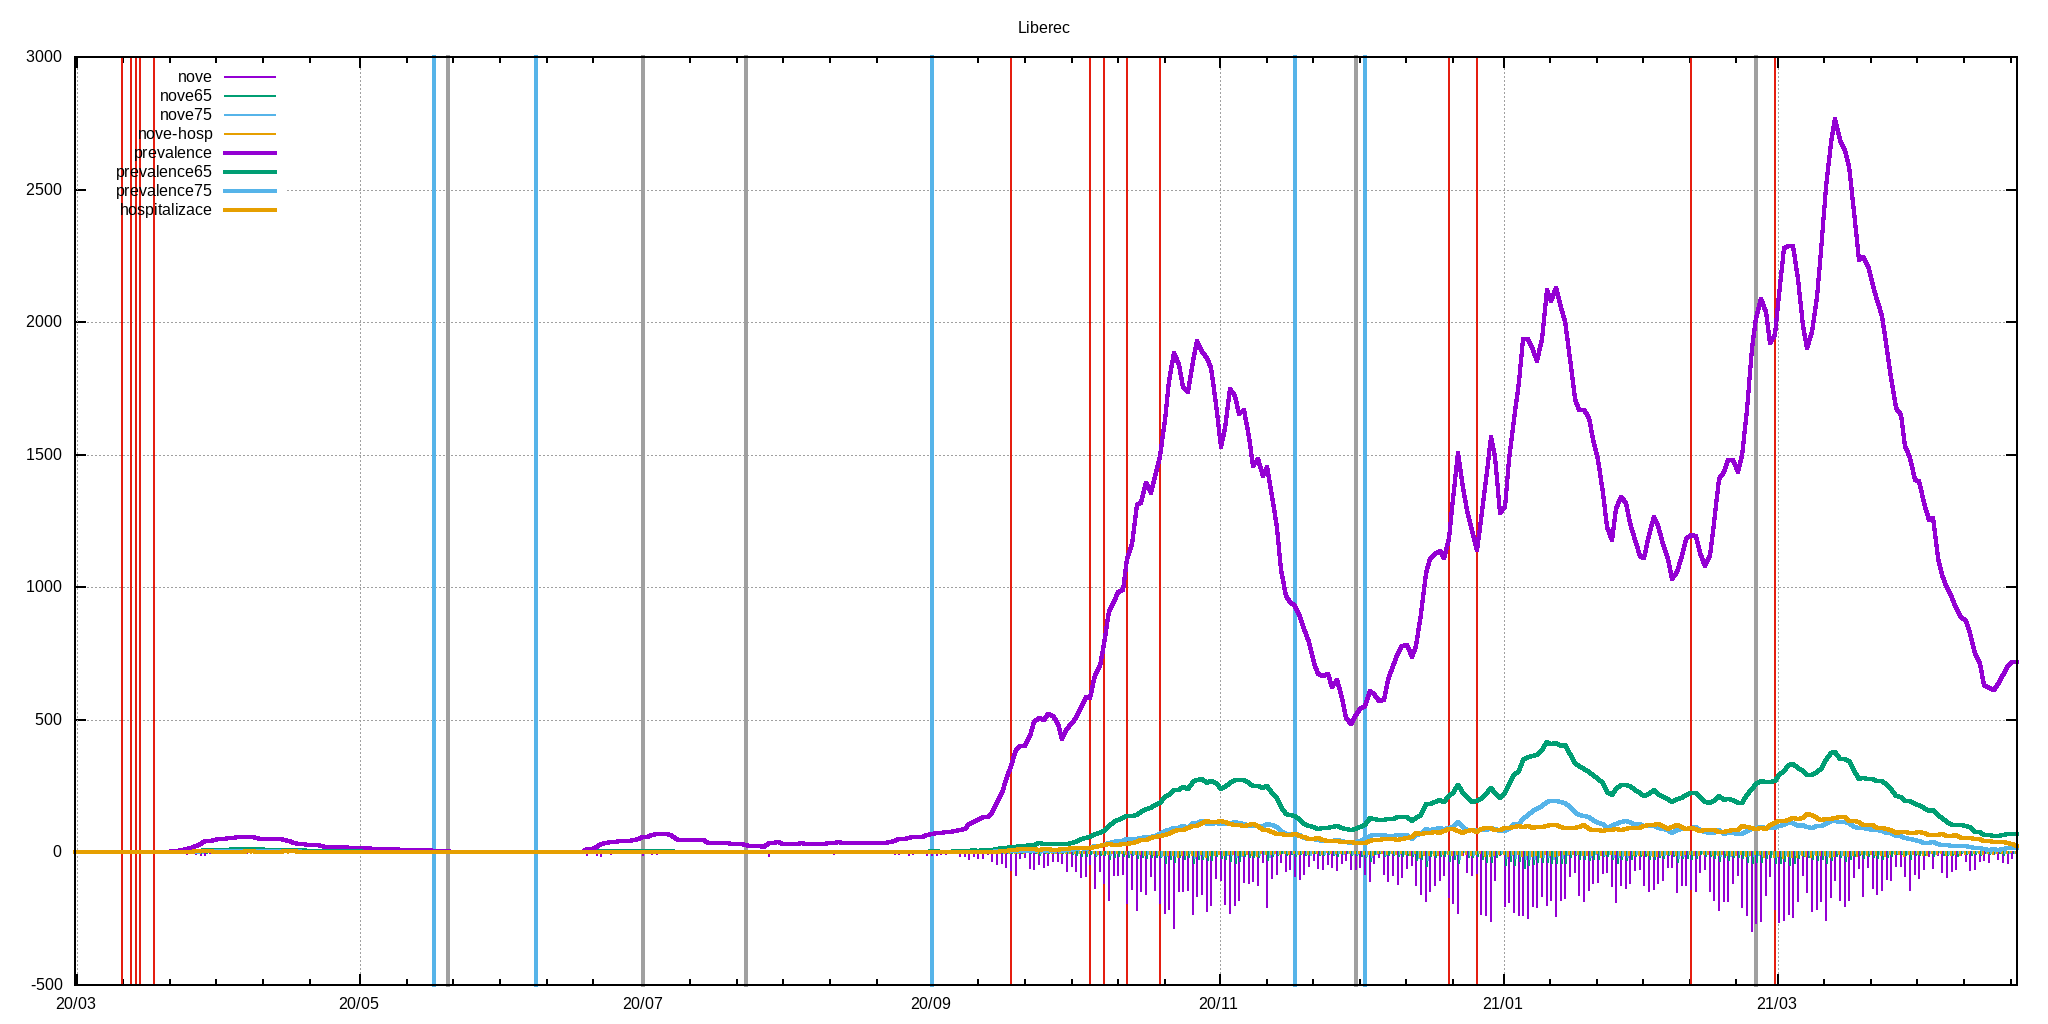 Liberec
3000
2500
2000
1500
1000
500
0
-500
nove
nove65
nove75
nove-hosp
prevalence
prevalence65
prevalence75
hospitalizace
20/03 20/05 20/07 20/09 20/11 21/01 21/03